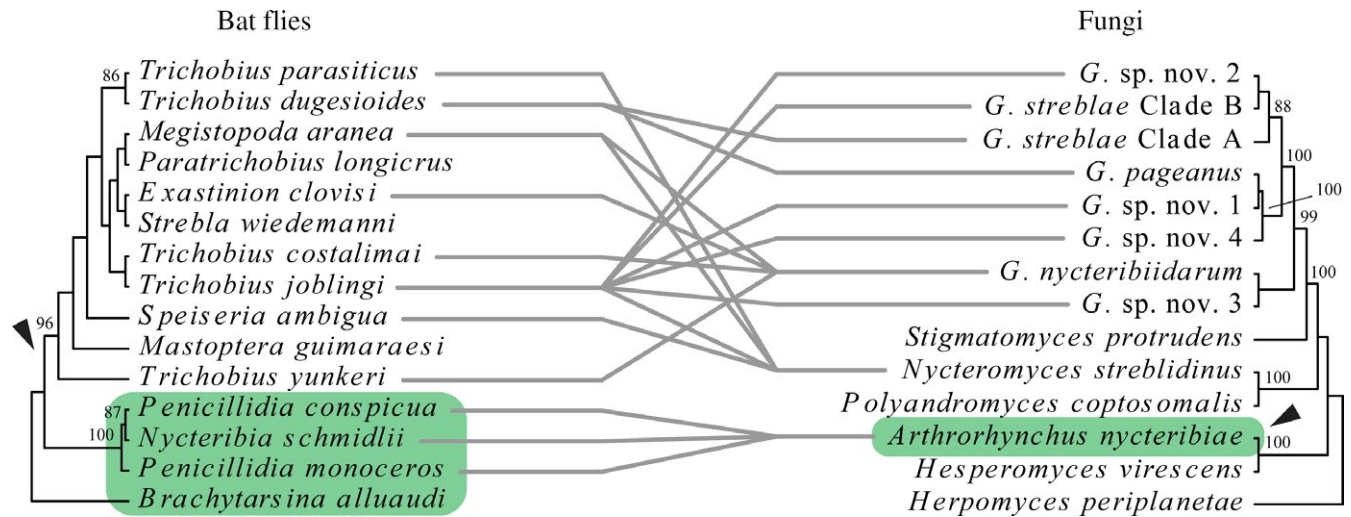 Bat flies
Fungi
86
Trichobius parasiticus
Trichobius dugesioides
Megistopoda aranea
Paratrichobius longicrus
Exastinion clovisi
Strebla wiedemanni
Trichobius costalimai
Trichobius joblingi
Speiseria ambigua
96
Mastoptera guimaraesi
Trichobius yunkeri
87
Penicillidia conspicua
100
Nycteribia schmidlii
Penicillidia monoceros
Brachytarsina alluaudi
G. sp. nov. 2
G. streblae Clade B
88
G. streblae Clade A
100
G. pageanus
100
G. sp. nov. 1
99
G. sp. nov. 4
G. nycteribiidarum
100
G. sp. nov. 3
Stigmatomyces protrudens
Nycteromyces streblidinus
100
Polyandromyces coptosomalis
Arthrorhynchus nycteribiae
100
Hesperomyces virescens
Herpomyces periplanetae